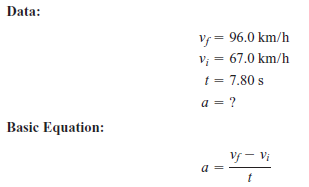 Data:
v_f = 96.0 km/h
v_i = 67.0 km/h
t = 7.80 s
a = ?
Basic Equation:
a = (v_f − v_i) / t